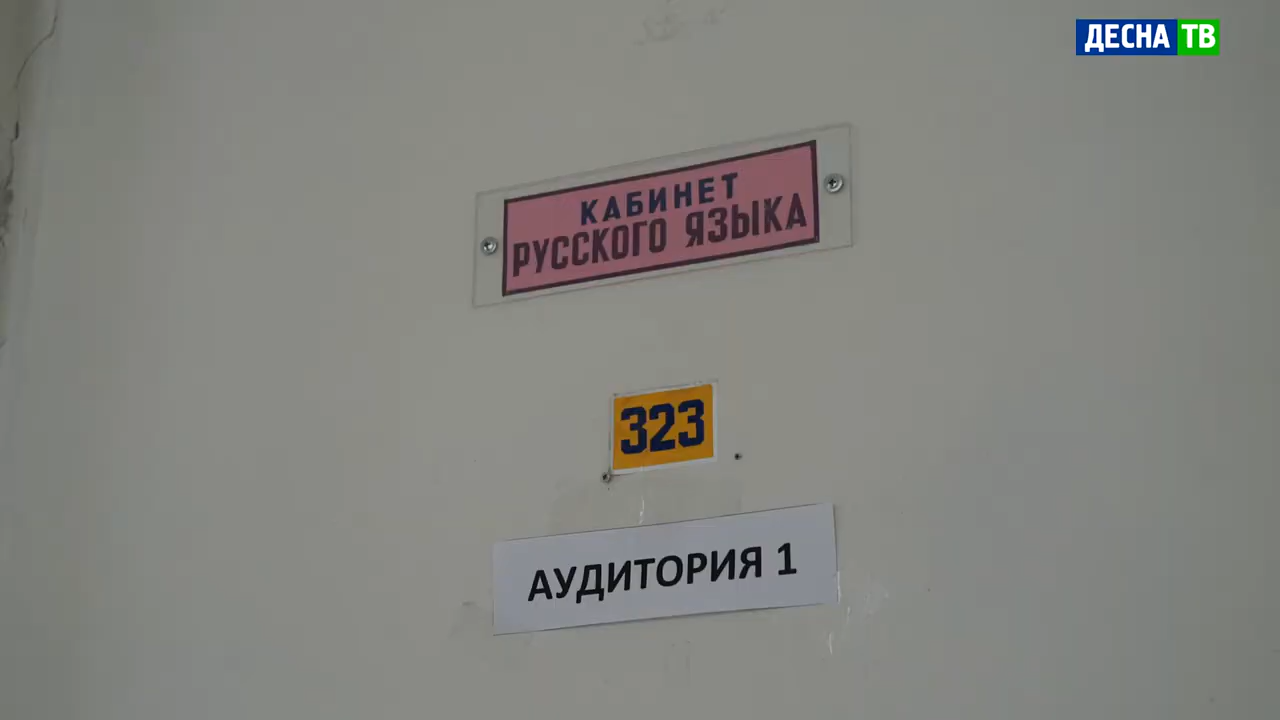 ДЕСНА ТВ
КАБИНЕТ
РУССКОГО ЯЗЫКА
323
АУДИТОРИЯ 1